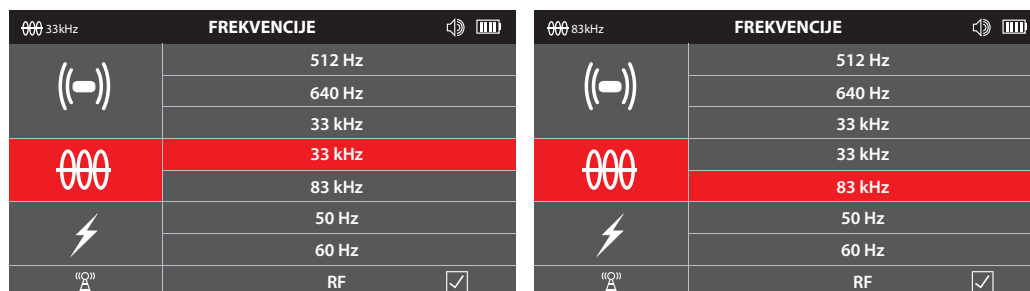 33kHz FREKVENCIJE
512 Hz
640 Hz
33 kHz
33 kHz
83 kHz
50 Hz
60 Hz
RF
83kHz FREKVENCIJE
512 Hz
640 Hz
33 kHz
33 kHz
83 kHz
50 Hz
60 Hz
RF